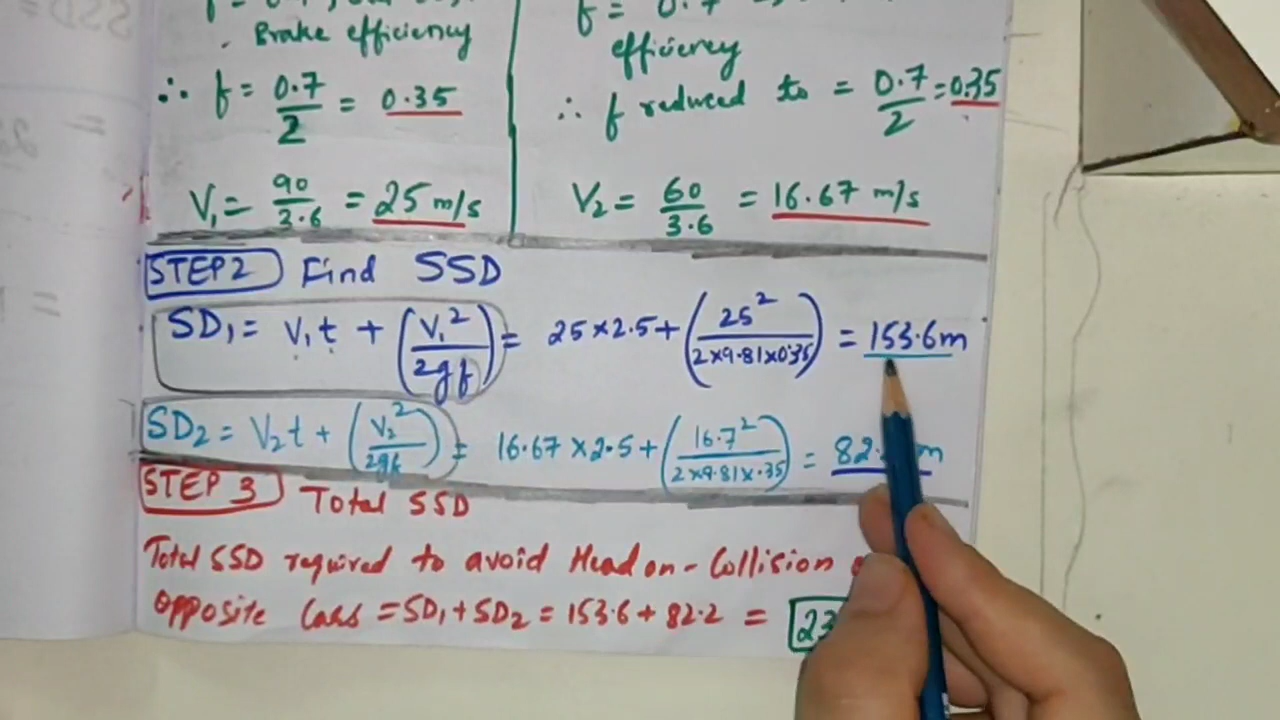 Brake efficiency
∴ f = 0.7/2 = 0.35
V₁ = 90/3.6 = 25 m/s
f = 0.7
efficiency
∴ f reduced to = 0.7/2 = 0.35
V₂ = 60/3.6 = 16.67 m/s
STEP 2 Find SSD
SD₁ = V₁t + (V₁²/2gf) = 25×2.5+(25²/2×9.81×0.35) = 153.6m
SD₂ = V₂t + (V₂²/2gf) = 16.67×2.5+(16.7²/2×9.81×.35) = 82. m
STEP 3 Total SSD
Total SSD required to avoid Head on-Collision
opposite Cars = SD₁+SD₂ = 153.6+82.2 = 23